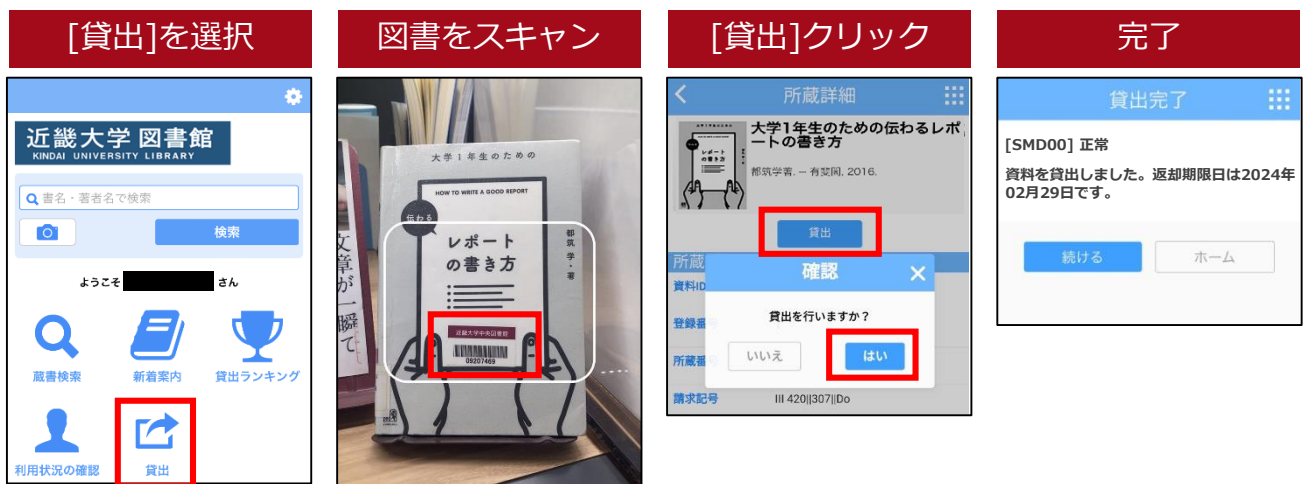 [貸出]を選択
図書をスキャン
[貸出]クリック
完了
近畿大学 図書館
KINDAI UNIVERSITY LIBRARY
書名・著者名で検索
検索
ようこそ
さん
蔵書検索
新着案内
貸出ランキング
利用状況の確認
貸出
大学1年生のための
HOW TO WRITE A GOOD REPORT
伝わる
レポート
の書き方
都筑 学・著
近畿大学中央図書館
09207469
文章が一瞬で
所蔵詳細
大学1年生のための伝わるレポ
ートの書き方
都筑学著. – 有斐閣, 2016.
貸出
所蔵
確認
資料ID
貸出を行いますか？
登録番
いいえ
はい
所蔵番
請求記号
III 420||307||Do
貸出完了
[SMD00] 正常
資料を貸出しました。返却期限日は2024年
02月29日です。
続ける
ホーム